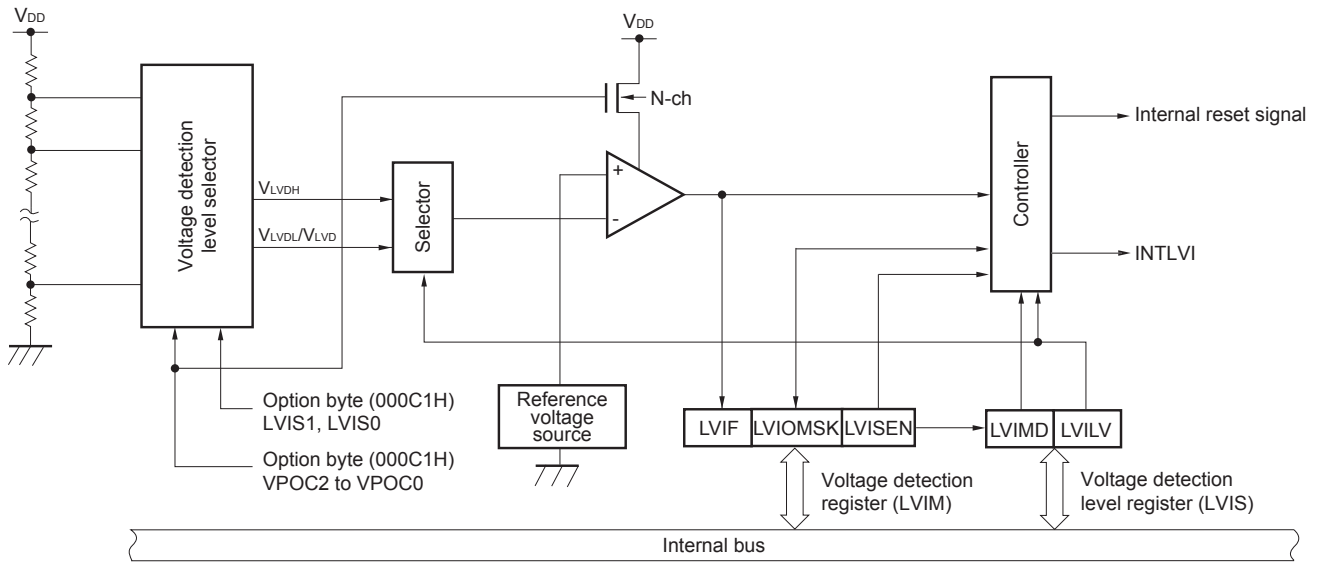 VDD
VDD
N-ch
Voltage detection
level selector
VLVDH
VLVDL/VLVD
Selector
+
-
Controller
Internal reset signal
INTLVI
Option byte (000C1H)
LVIS1, LVIS0
Option byte (000C1H)
VPOC2 to VPOC0
Reference
voltage
source
LVIF
LVIOMSK
LVISEN
LVIMD
LVILV
Voltage detection
register (LVIM)
Voltage detection
level register (LVIS)
Internal bus